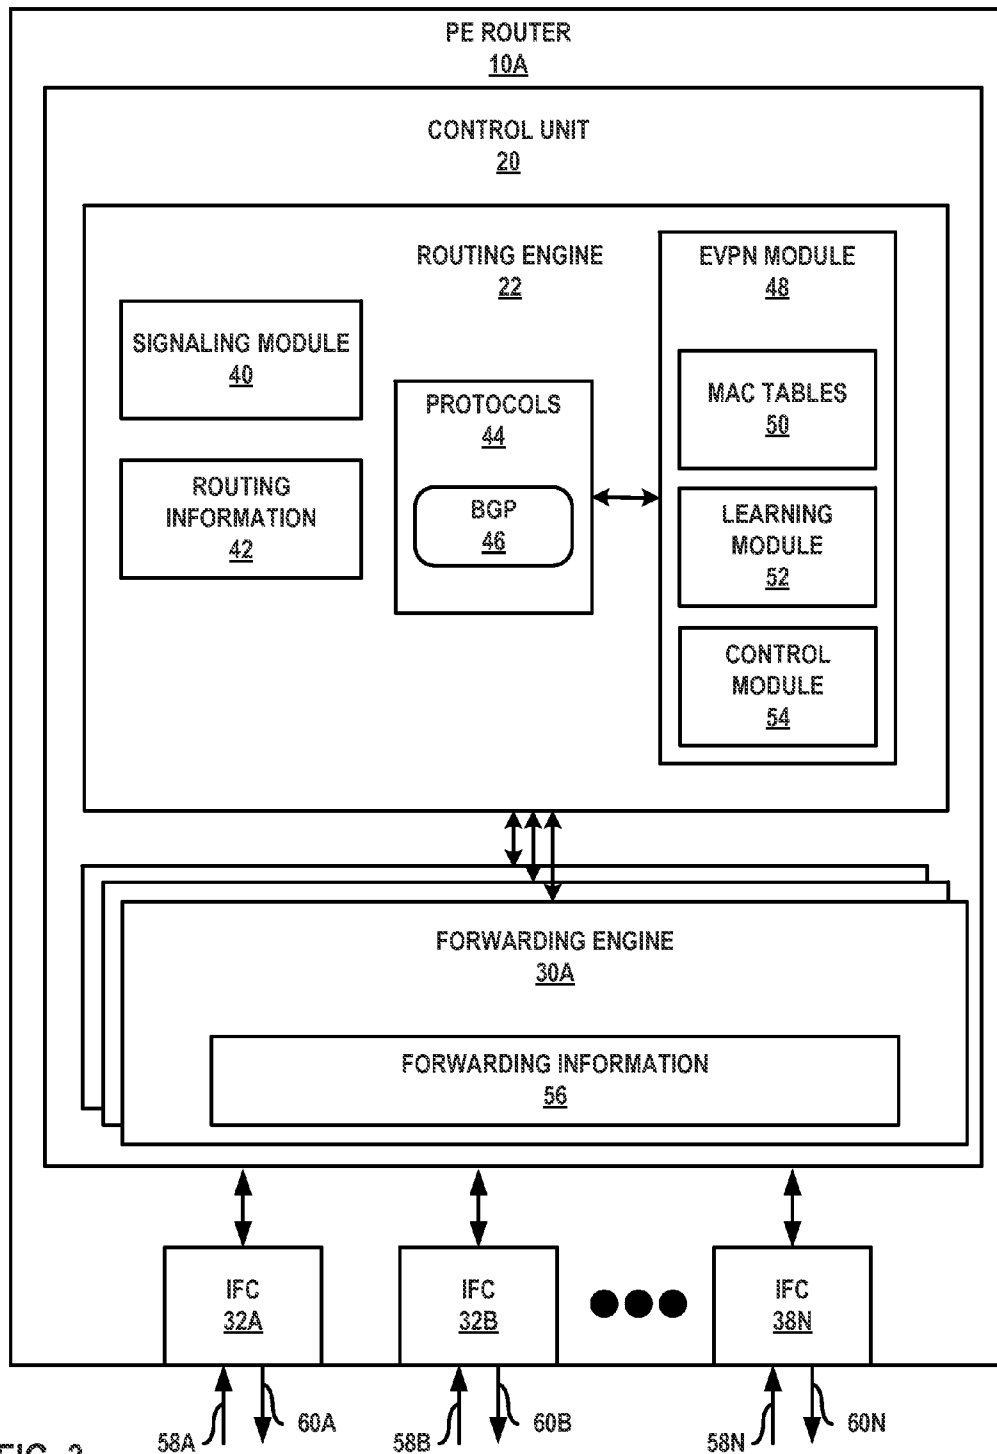 PE ROUTER
10A
CONTROL UNIT
20
ROUTING ENGINE
22
SIGNALING MODULE
40
ROUTING
INFORMATION
42
PROTOCOLS
44
BGP
46
EVPN MODULE
48
MAC TABLES
50
LEARNING
MODULE
52
CONTROL
MODULE
54
FORWARDING ENGINE
30A
FORWARDING INFORMATION
56
IFC
32A
IFC
32B
IFC
38N
58A
60A
58B
60B
58N
60N